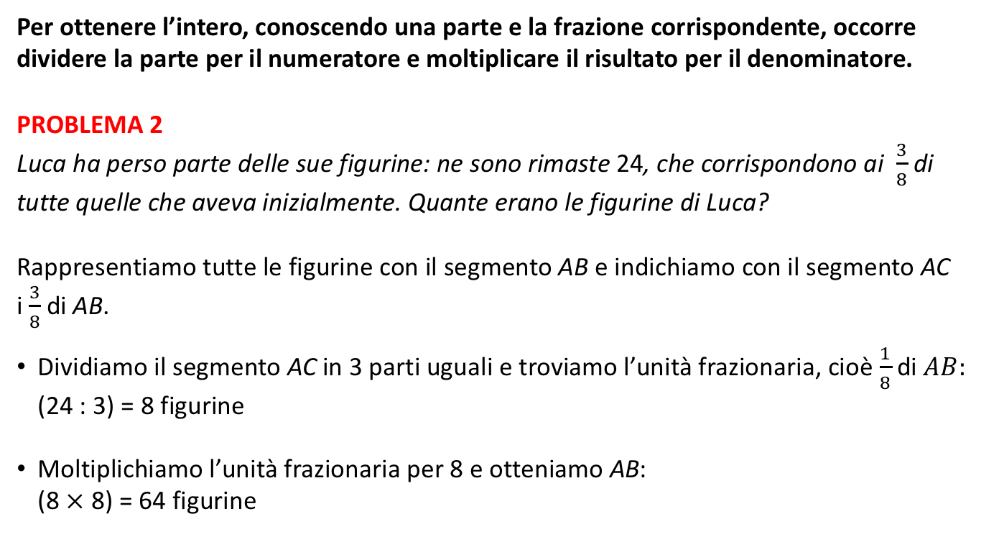 Per ottenere l’intero, conoscendo una parte e la frazione corrispondente, occorre
dividere la parte per il numeratore e moltiplicare il risultato per il denominatore.
PROBLEMA 2
Luca ha perso parte delle sue figurine: ne sono rimaste 24, che corrispondono ai 3/8 di
tutte quelle che aveva inizialmente. Quante erano le figurine di Luca?
Rappresentiamo tutte le figurine con il segmento AB e indichiamo con il segmento AC
i 3/8 di AB.
• Dividiamo il segmento AC in 3 parti uguali e troviamo l’unità frazionaria, cioè 1/8 di AB:
(24 : 3) = 8 figurine
• Moltiplichiamo l’unità frazionaria per 8 e otteniamo AB:
(8 × 8) = 64 figurine